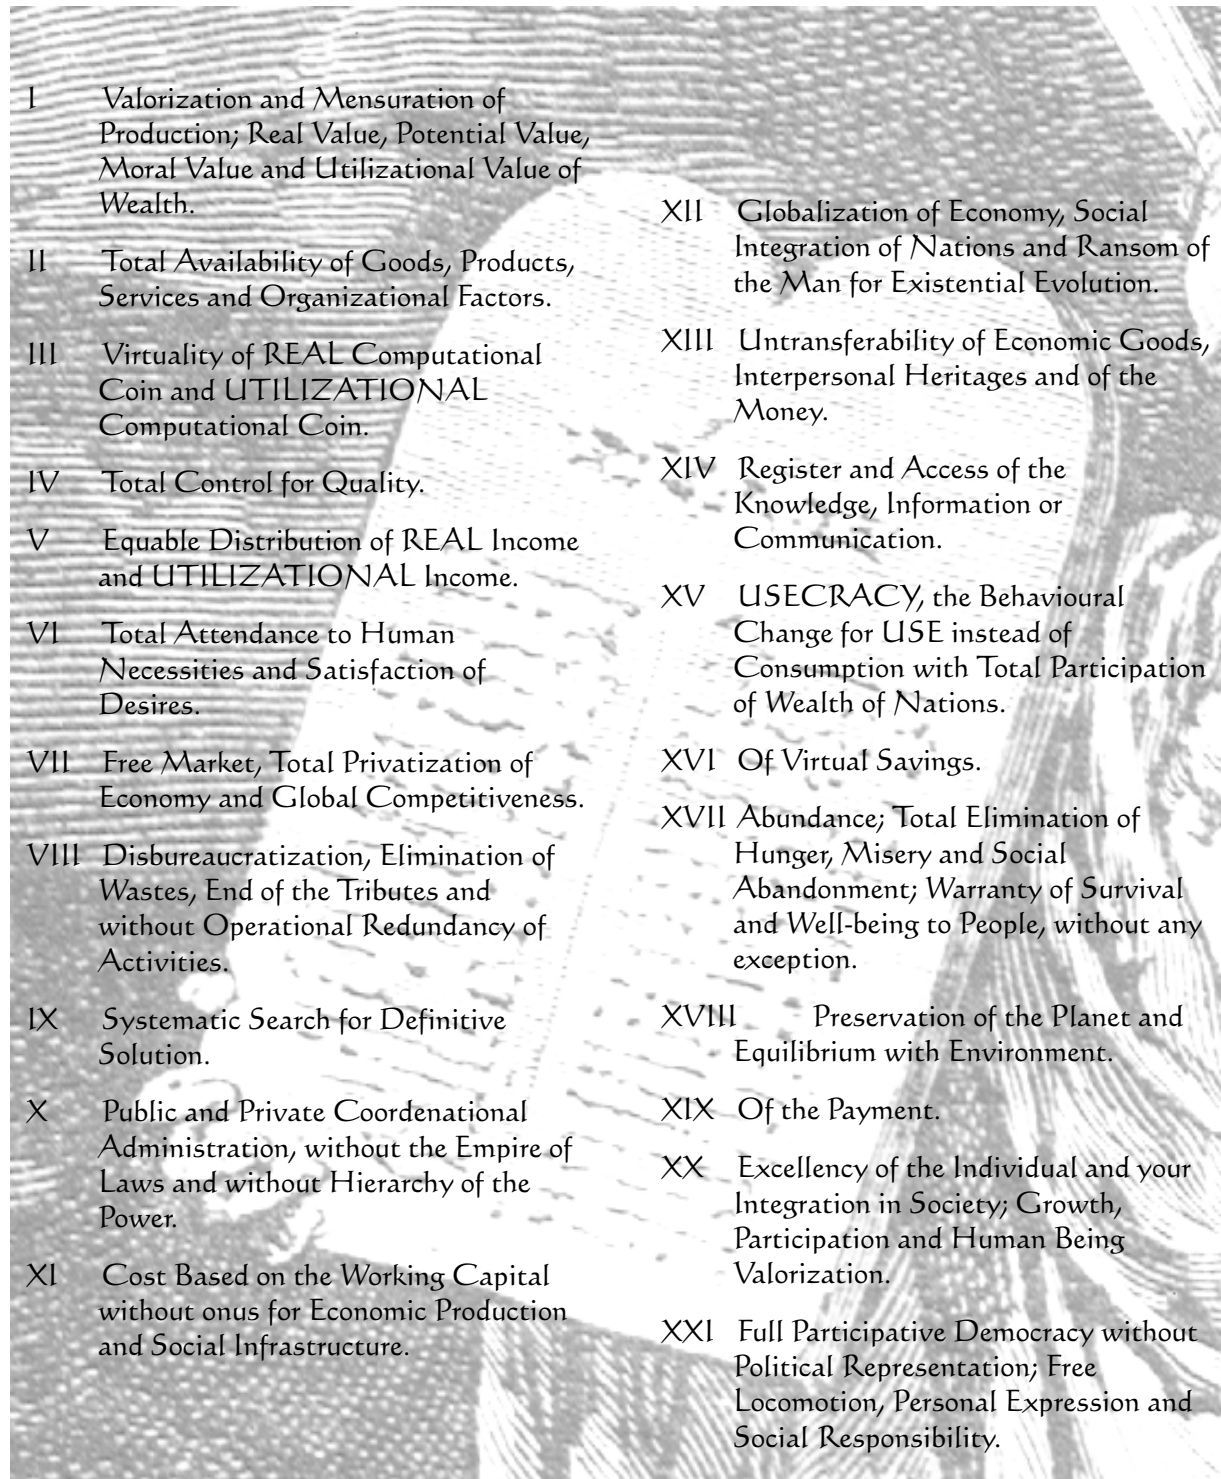 I Valorization and Mensuration of
Production; Real Value, Potential Value,
Moral Value and Utilizational Value of
Wealth.
II Total Availability of Goods, Products,
Services and Organizational Factors.
III Virtuality of REAL Computational
Coin and UTILIZATIONAL
Computational Coin.
IV Total Control for Quality.
V Equable Distribution of REAL Income
and UTILIZATIONAL Income.
VI Total Attendance to Human
Necessities and Satisfaction of
Desires.
VII Free Market, Total Privatization of
Economy and Global Competitiveness.
VIII Disbureaucratization, Elimination of
Wastes, End of the Tributes and
without Operational Redundancy of
Activities.
IX Systematic Search for Definitive
Solution.
X Public and Private Coordenational
Administration, without the Empire of
Laws and without Hierarchy of the
Power.
XI Cost Based on the Working Capital
without onus for Economic Production
and Social Infrastructure.
XII Globalization of Economy, Social
Integration of Nations and Ransom of
the Man for Existential Evolution.
XIII Untransferability of Economic Goods,
Interpersonal Heritages and of the
Money.
XIV Register and Access of the
Knowledge, Information or
Communication.
XV USECRACY, the Behavioural
Change for USE instead of
Consumption with Total Participation
of Wealth of Nations.
XVI Of Virtual Savings.
XVII Abundance; Total Elimination of
Hunger, Misery and Social
Abandonment; Warranty of Survival
and Well-being to People, without any
exception.
XVIII Preservation of the Planet and
Equilibrium with Environment.
XIX Of the Payment.
XX Excellency of the Individual and your
Integration in Society; Growth,
Participation and Human Being
Valorization.
XXI Full Participative Democracy without
Political Representation; Free
Locomotion, Personal Expression and
Social Responsibility.